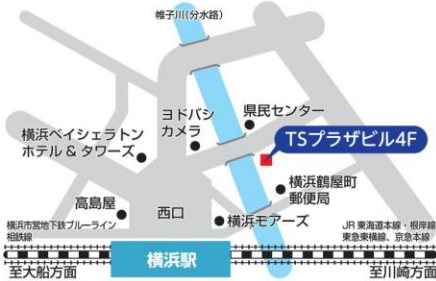 帷子川(分水路)
ヨドバシ
カメラ
県民センター
TSプラザビル4F
横浜ベイシェラトン
ホテル & タワーズ
横浜鶴屋町
郵便局
高島屋
西口
横浜モアーズ
横浜市営地下鉄ブルーライン
相鉄線
JR 東海道本線・根岸線
東急東横線、京急本線
横浜駅
至大船方面
至川崎方面